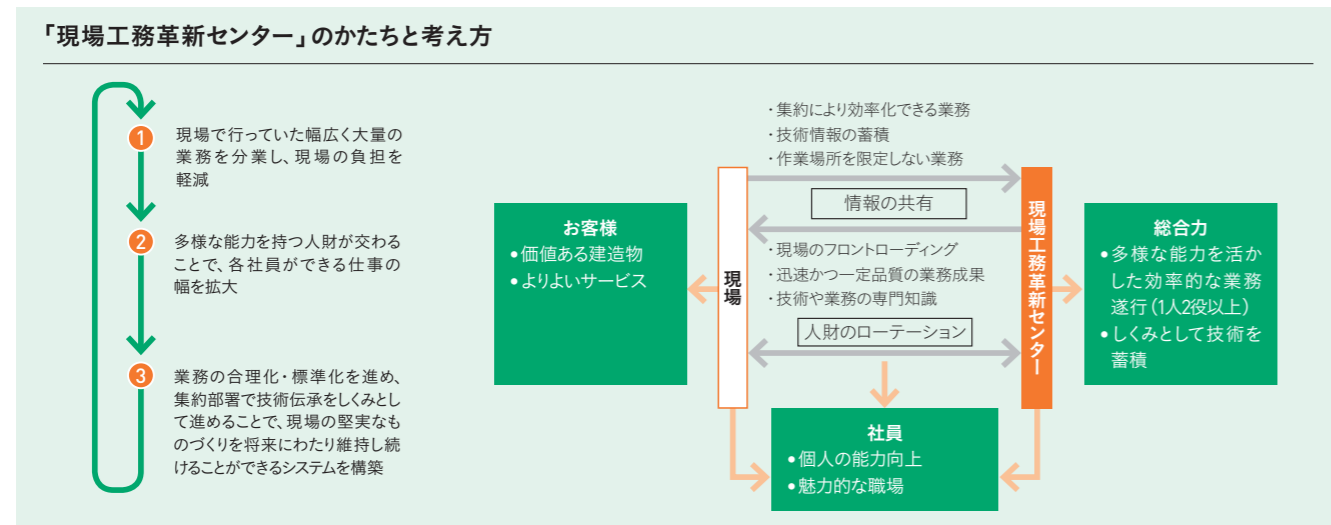 「現場工務革新センター」のかたちと考え方
1
現場で行っていた幅広く大量の
業務を分業し、現場の負担を
軽減
2
多様な能力を持つ人財が交わる
ことで、各社員ができる仕事の
幅を拡大
3
業務の合理化・標準化を進め、
集約部署で技術伝承をしくみとし
て進めることで、現場の堅実なも
のづくりを将来にわたり維持し続
けることができるシステムを構築
お客様
●価値ある建造物
●よりよいサービス
現場
・集約により効率化できる業務
・技術情報の蓄積
・作業場所を限定しない業務
情報の共有
・現場のフロントローディング
・迅速かつ一定品質の業務成果
・技術や業務の専門知識
人財のローテーション
現場工務革新センター
総合力
●多様な能力を活か
した効率的な業務
遂行(1人2役以上)
●しくみとして技術を
蓄積
社員
●個人の能力向上
●魅力的な職場